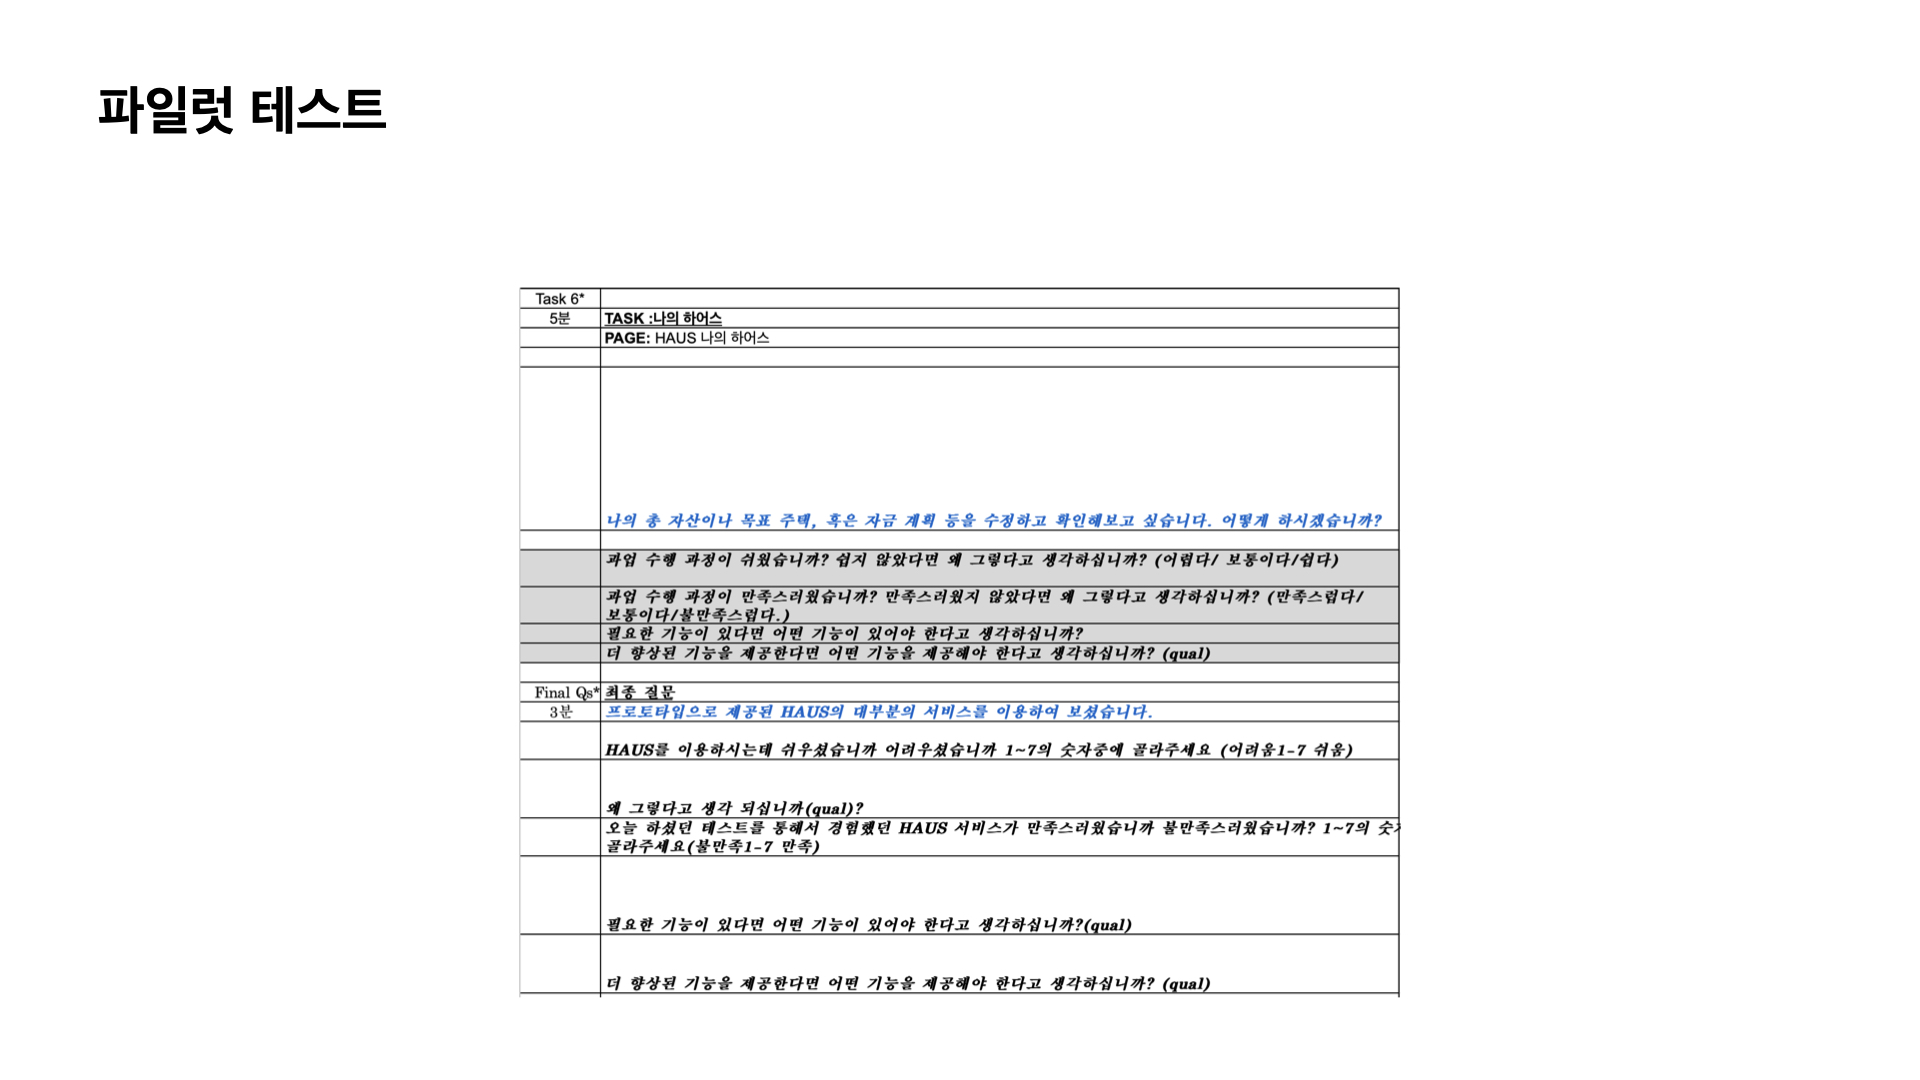 파일럿 테스트
Task 6*
5분 TASK :나의 하어스
PAGE: HAUS 나의 하어스
나의 총 자산이나 목표 주택, 혹은 자금 계획 등을 수정하고 확인해보고 싶습니다. 어떻게 하시겠습니까?
과업 수행 과정이 쉬웠습니까? 쉽지 않았다면 왜 그렇다고 생각하십니까? (어렵다/ 보통이다/쉽다)
과업 수행 과정이 만족스러웠습니까? 만족스러웠지 않았다면 왜 그렇다고 생각하십니까? (만족스럽다/
보통이다/불만족스럽다.)
필요한 기능이 있다면 어떤 기능이 있어야 한다고 생각하십니까?
더 향상된 기능을 제공한다면 어떤 기능을 제공해야 한다고 생각하십니까? (qual)
Final Qs* 최종 질문
3분 프로토타입으로 제공된 HAUS의 대부분의 서비스를 이용하여 보셨습니다.
HAUS를 이용하시는데 쉬우셨습니까 어려우셨습니까 1~7의 숫자중에 골라주세요 (어려움1-7 쉬움)
왜 그렇다고 생각 되십니까(qual)?
오늘 하셨던 테스트를 통해서 경험했던 HAUS 서비스가 만족스러웠습니까 불만족스러웠습니까? 1~7의
골라주세요(불만족1-7 만족)
필요한 기능이 있다면 어떤 기능이 있어야 한다고 생각하십니까?(qual)
더 향상된 기능을 제공한다면 어떤 기능을 제공해야 한다고 생각하십니까? (qual)